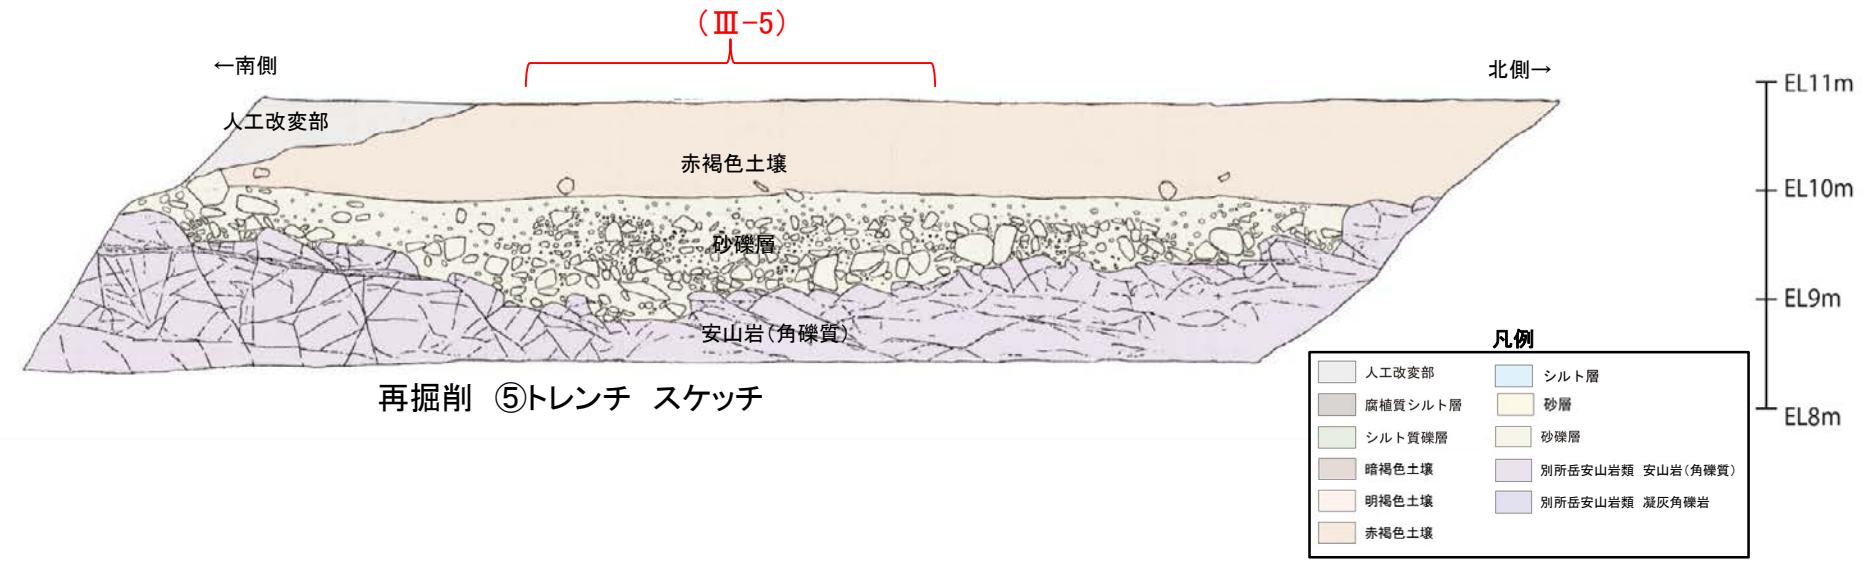 (Ⅲ-5)
←南側
北側→
EL11m
人工改変部
赤褐色土壌
EL10m
砂礫層
EL9m
安山岩(角礫質)
凡例
人工改変部
シルト層
腐植質シルト層
砂層
EL8m
シルト質礫層
砂礫層
暗褐色土壌
別所岳安山岩類 安山岩(角礫質)
明褐色土壌
別所岳安山岩類 凝灰角礫岩
赤褐色土壌
再掘削 ⑤トレンチ スケッチ